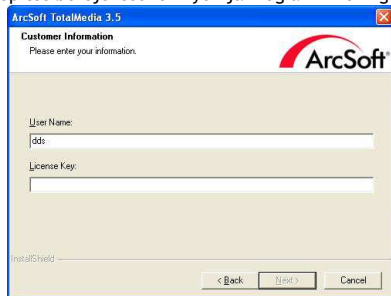 ArcSoft TotalMedia 3.5
Customer Information
Please enter your information.
ArcSoft
User Name:
dds
License Key:
InstallShield
< Back
Next >
Cancel